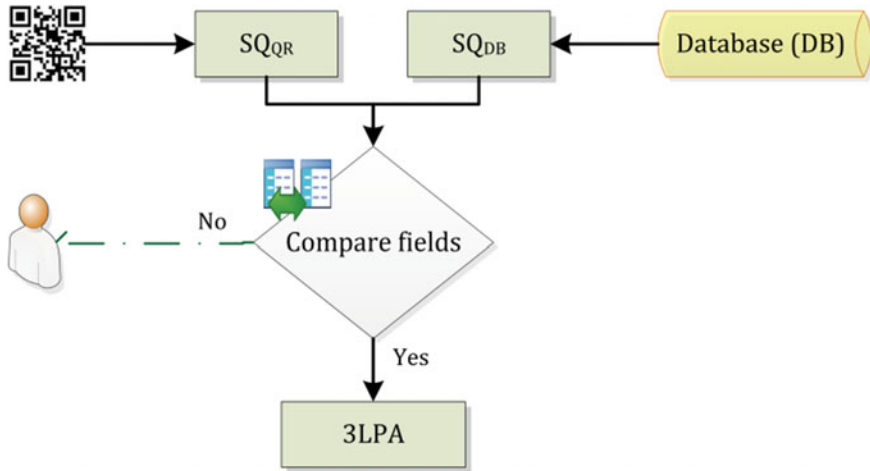 SQQR
SQDB
Database (DB)
No
Compare fields
Yes
3LPA